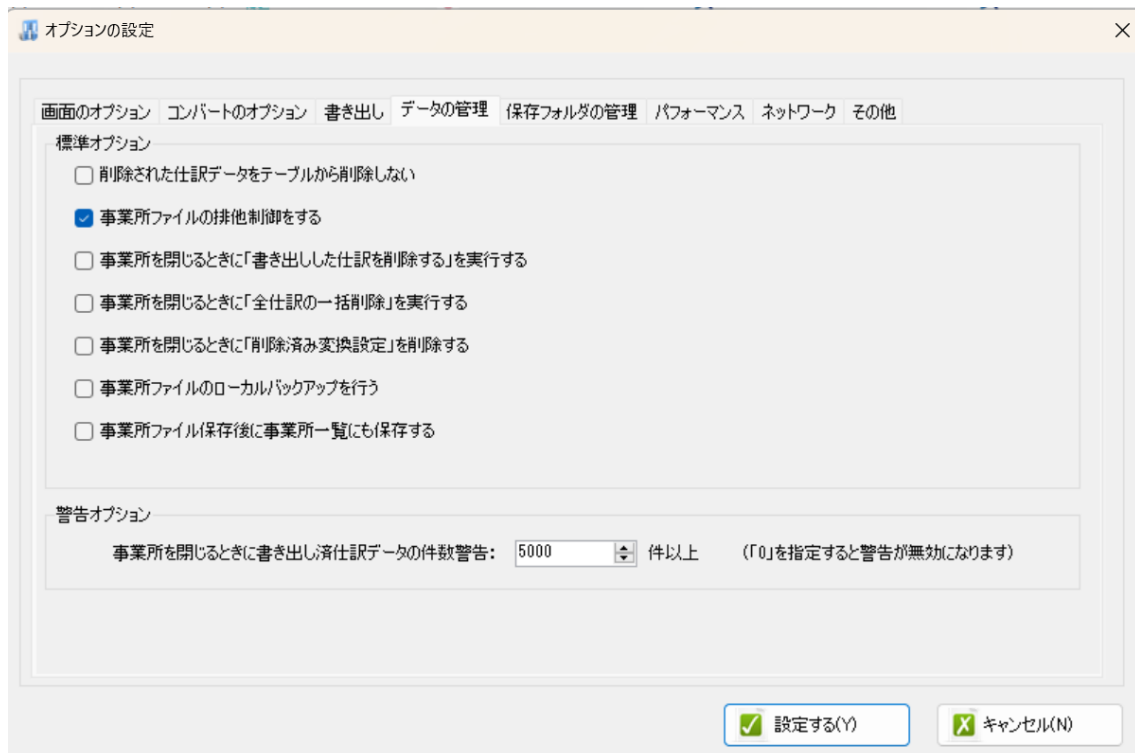 オプションの設定
画面のオプション コンバートのオプション 書き出し データの管理 保存フォルダの管理 パフォーマンス ネットワーク その他
標準オプション
削除された仕訳データをテーブルから削除しない
事業所ファイルの排他制御をする
事業所を閉じるときに「書き出しした仕訳を削除する」を実行する
事業所を閉じるときに「全仕訳の一括削除」を実行する
事業所を閉じるときに「削除済み変換設定」を削除する
事業所ファイルのローカルバックアップを行う
事業所ファイル保存後に事業所一覧にも保存する
警告オプション
事業所を閉じるときに書き出し済仕訳データの件数警告: 5000 件以上 (「0」を指定すると警告が無効になります)
設定する(Y) キャンセル(N)